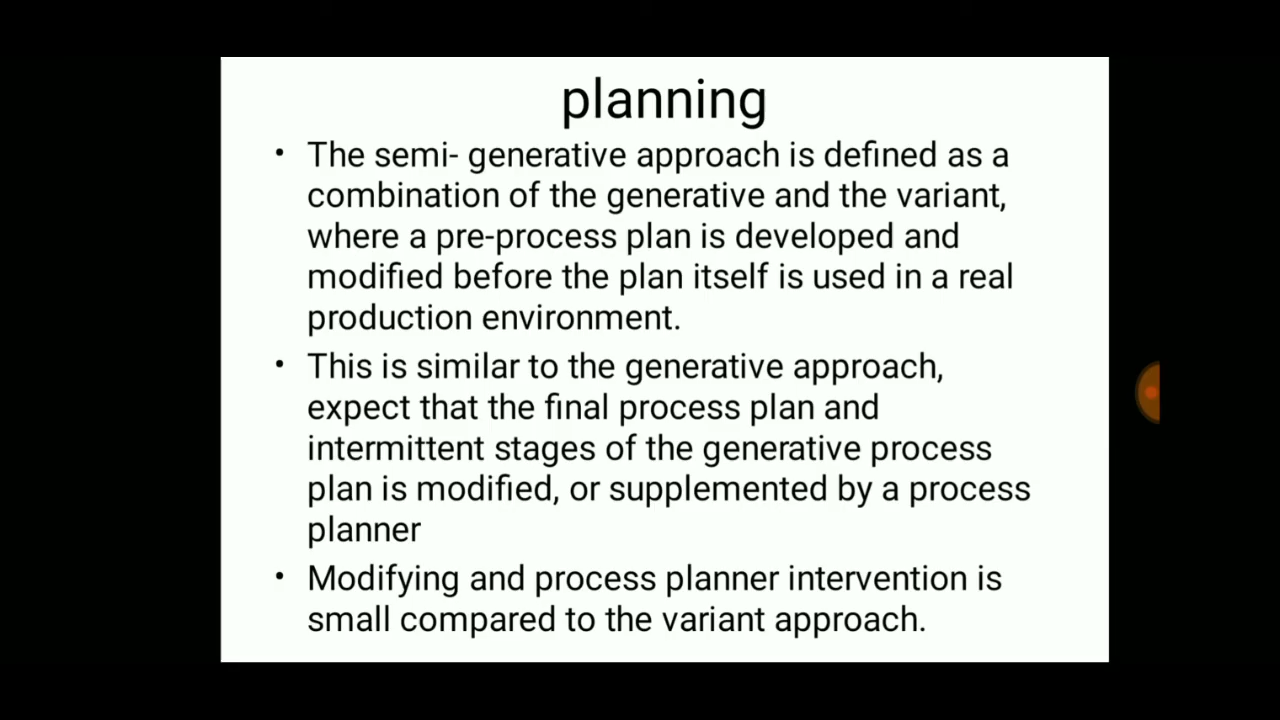 planning
• The semi- generative approach is defined as a
combination of the generative and the variant,
where a pre-process plan is developed and
modified before the plan itself is used in a real
production environment.
• This is similar to the generative approach,
expect that the final process plan and
intermittent stages of the generative process
plan is modified, or supplemented by a process
planner
• Modifying and process planner intervention is
small compared to the variant approach.